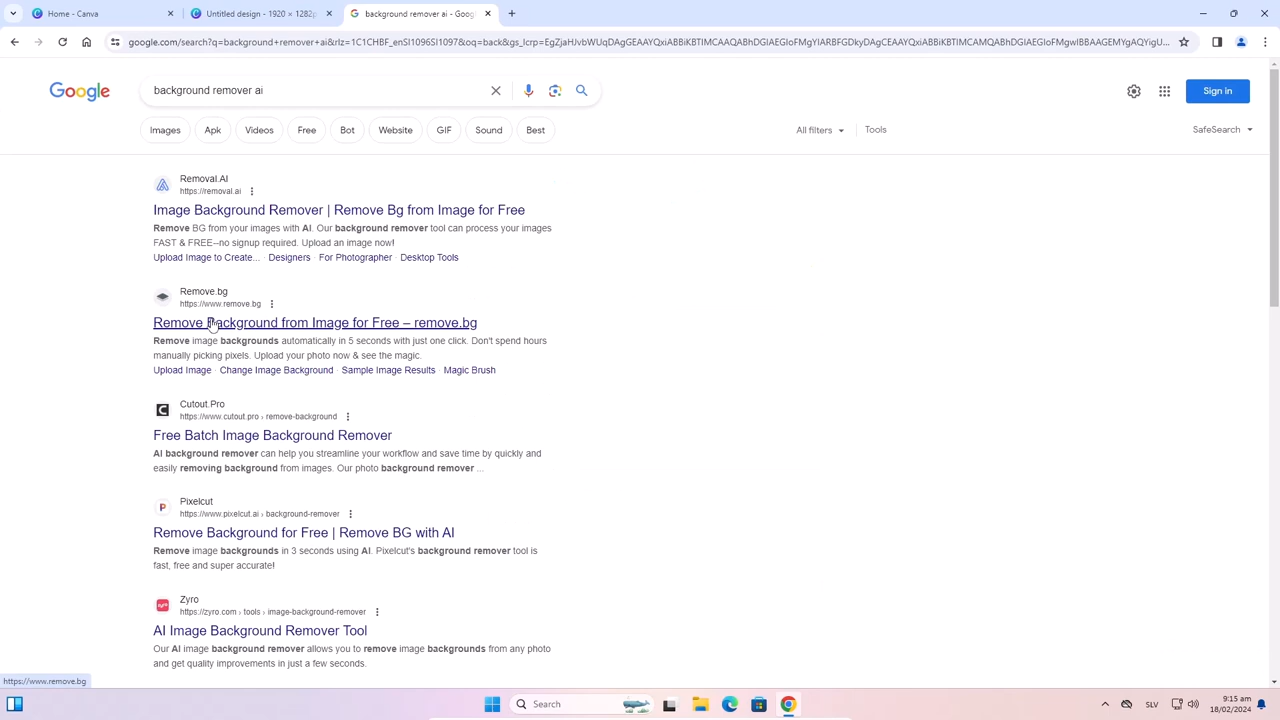 Home - Canva
Untitled design - 1920 × 1282p
background remover ai - Goog
google.com/search?q=background+remover+ai&rlz=1C1CHBF_enSI1096SI1097&oq=back&gs_lcrp=EgZjaHJvbWUqDAgGEAAYQxiABBiKBTIMCAAQABhDGIAEGIoFMgYIARBFGDkyDAgCEAAYQxiABBiKBTIMCAMQABhDGIAEGIoFMgwIBBAAGEMYgAQYigU...
Google
background remover ai
Sign in
Images Apk Videos Free Bot Website GIF Sound Best All filters Tools SafeSearch
Removal.AI
https://removal.ai
Image Background Remover | Remove Bg from Image for Free
Remove BG from your images with AI. Our background remover tool can process your images
FAST & FREE--no signup required. Upload an image now!
Upload Image to Create... · Designers · For Photographer · Desktop Tools
Remove.bg
https://www.remove.bg
Remove Background from Image for Free – remove.bg
Remove image backgrounds automatically in 5 seconds with just one click. Don't spend hours
manually picking pixels. Upload your photo now & see the magic.
Upload Image · Change Image Background · Sample Image Results · Magic Brush
Cutout.Pro
https://www.cutout.pro › remove-background
Free Batch Image Background Remover
AI background remover can help you streamline your workflow and save time by quickly and
easily removing background from images. Our photo background remover ...
Pixelcut
https://www.pixelcut.ai › background-remover
Remove Background for Free | Remove BG with AI
Remove image backgrounds in 3 seconds using AI. Pixelcut's background remover tool is
fast, free and super accurate!
Zyro
https://zyro.com › tools › image-background-remover
AI Image Background Remover Tool
Our AI image background remover allows you to remove image backgrounds from any photo
and get quality improvements in just a few seconds.
https://www.remove.bg
Search
SLV
9:15 am
18/02/2024